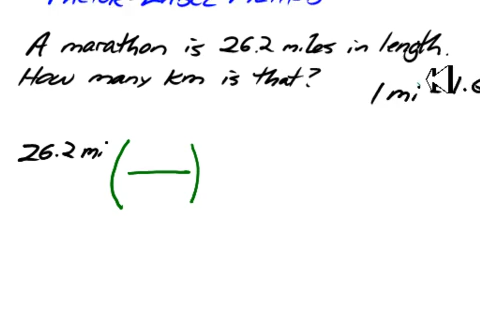 A marathon is 26.2 miles in length.
How many km is that?
1 mi
26.2 mi